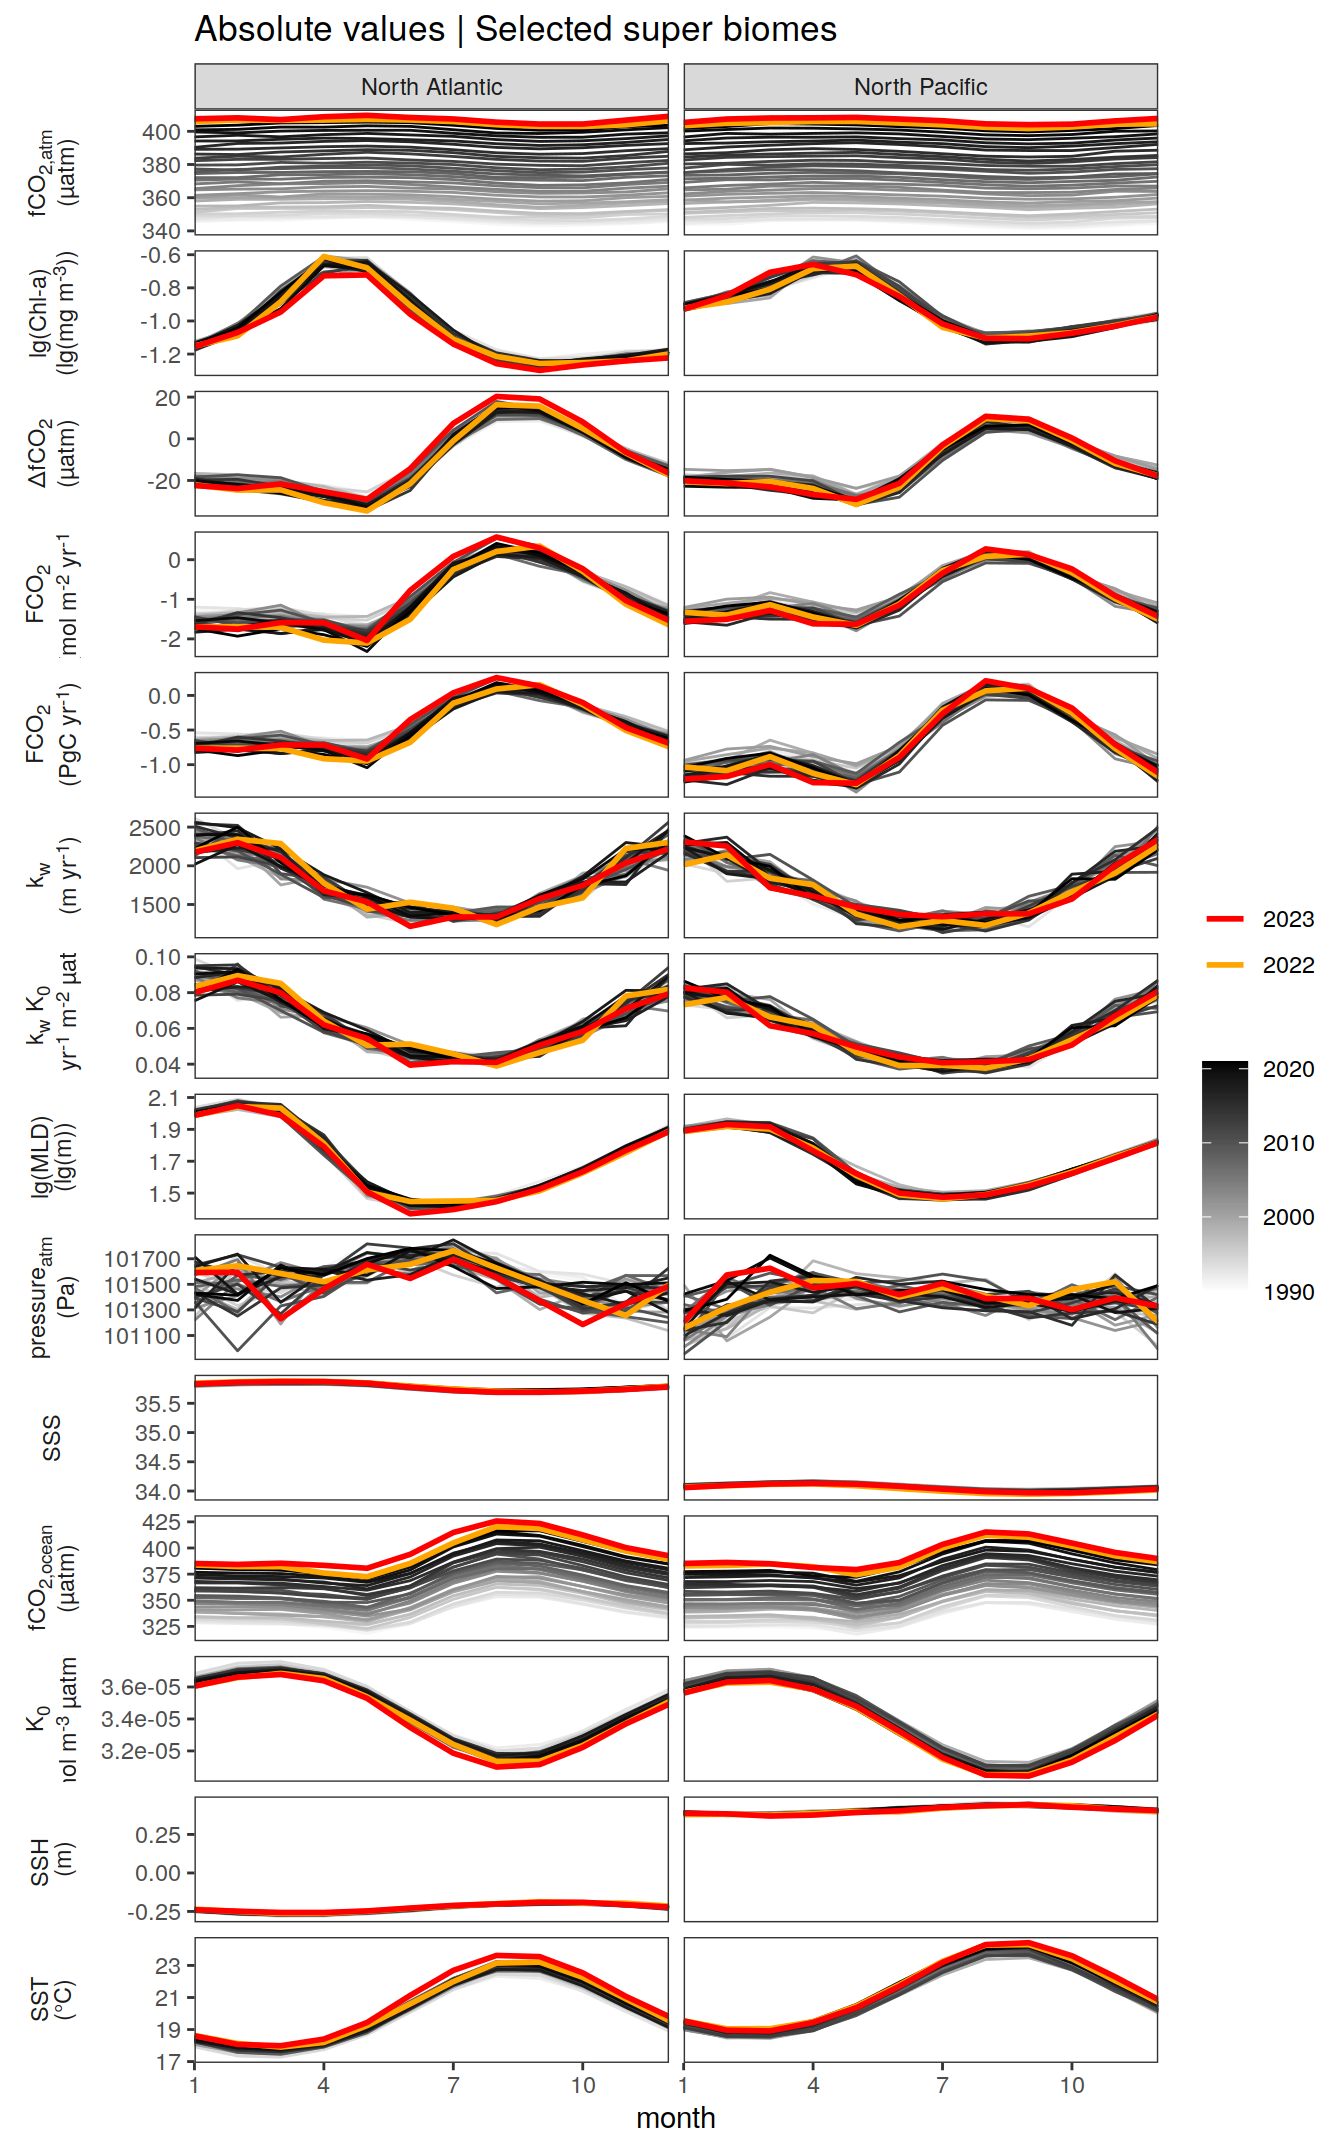 Absolute values | Selected super biomes
North Atlantic
North Pacific
fCO2,atm
(µatm)
400
380
360
340
lg(Chl-a)
(lg(mg m-3))
-0.6
-0.8
-1.0
-1.2
ΔfCO2
(µatm)
20
0
-20
FCO2
mol m-2 yr-1
0
-1
-2
FCO2
(PgC yr-1)
0.0
-0.5
-1.0
kw
(m yr-1)
2500
2000
1500
kw K0
yr-1 m-2 µat
0.10
0.08
0.06
0.04
lg(MLD)
(lg(m))
2.1
1.9
1.7
1.5
pressureatm
(Pa)
101700
101500
101300
101100
SSS
35.5
35.0
34.5
34.0
fCO2,ocean
(µatm)
425
400
375
350
325
K0
ol m-3 µatm
3.6e-05
3.4e-05
3.2e-05
SSH
(m)
0.25
0.00
-0.25
SST
(°C)
23
21
19
17
1 4 7 10
1 4 7 10
month
2023
2022
2020
2010
2000
1990